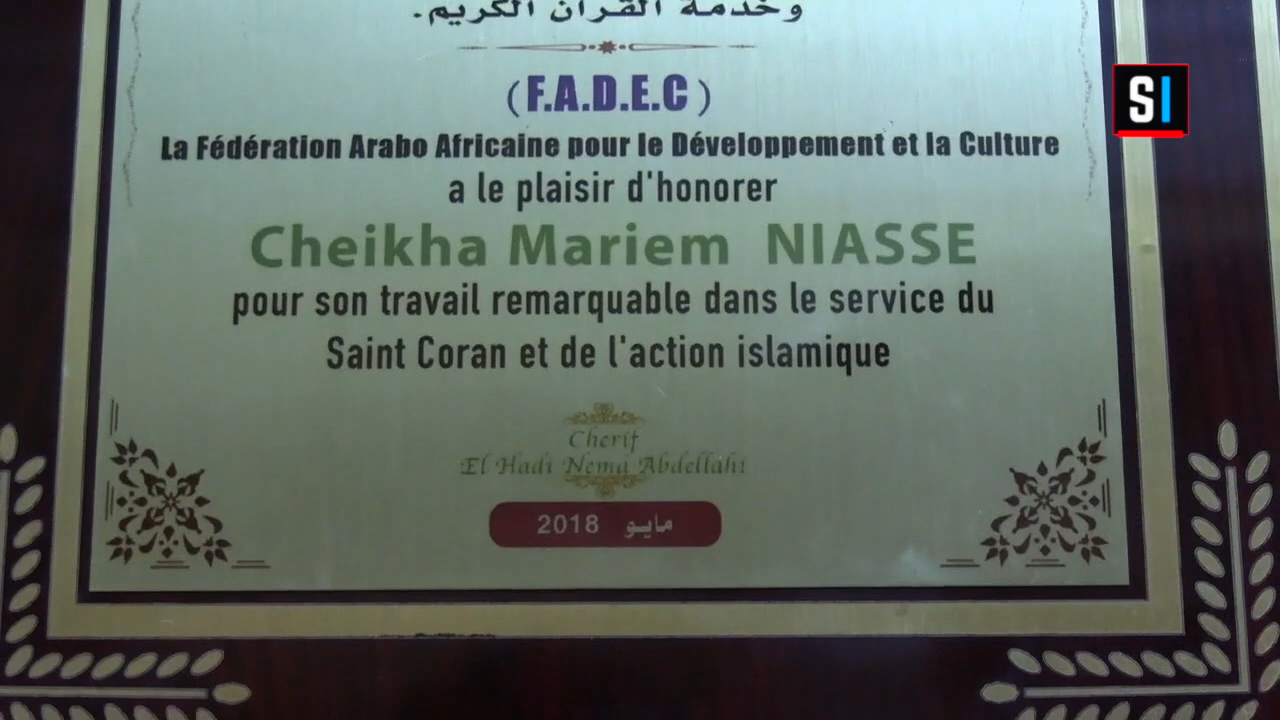 وخدمة القرآن الكريم.
(F.A.D.E.C)
La Fédération Arabo Africaine pour le Développement et la Culture
a le plaisir d'honorer
Cheikha Mariem NIASSE
pour son travail remarquable dans le service du
Saint Coran et de l'action islamique
Cherif
El Hadi Nema Abdellahi
مايو 2018
SI